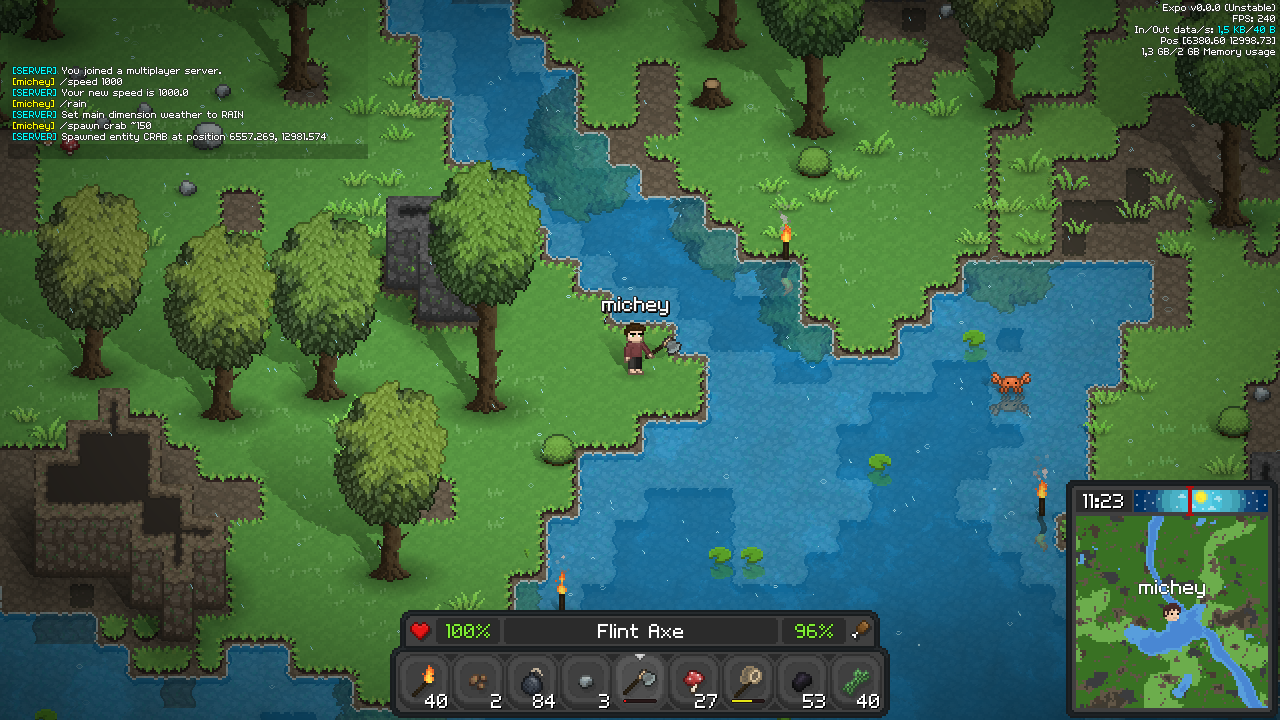 Expo v0.0.0 (Unstable)
FPS: 240
In/Out data/s: 1,5 KB/40 B
Pos [6380.60 12998.73]
1,3 GB/2 GB Memory usage
[SERVER] You joined a multiplayer server.
[michey] /speed 1000
[SERVER] Your new speed is 1000.0
[michey] /rain
[SERVER] Set main dimension weather to RAIN
[michey] /spawn crab ~150
[SERVER] Spawned entity CRAB at position 6557.269, 12981.574
michey
11:23
michey
100%
Flint Axe
96%
40
2
84
3
27
53
40